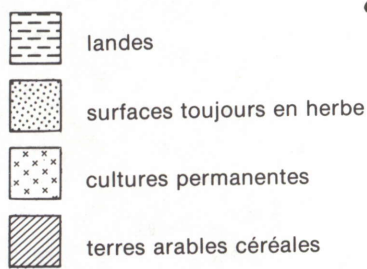 landes
surfaces toujours en herbe
cultures permanentes
terres arables céréales